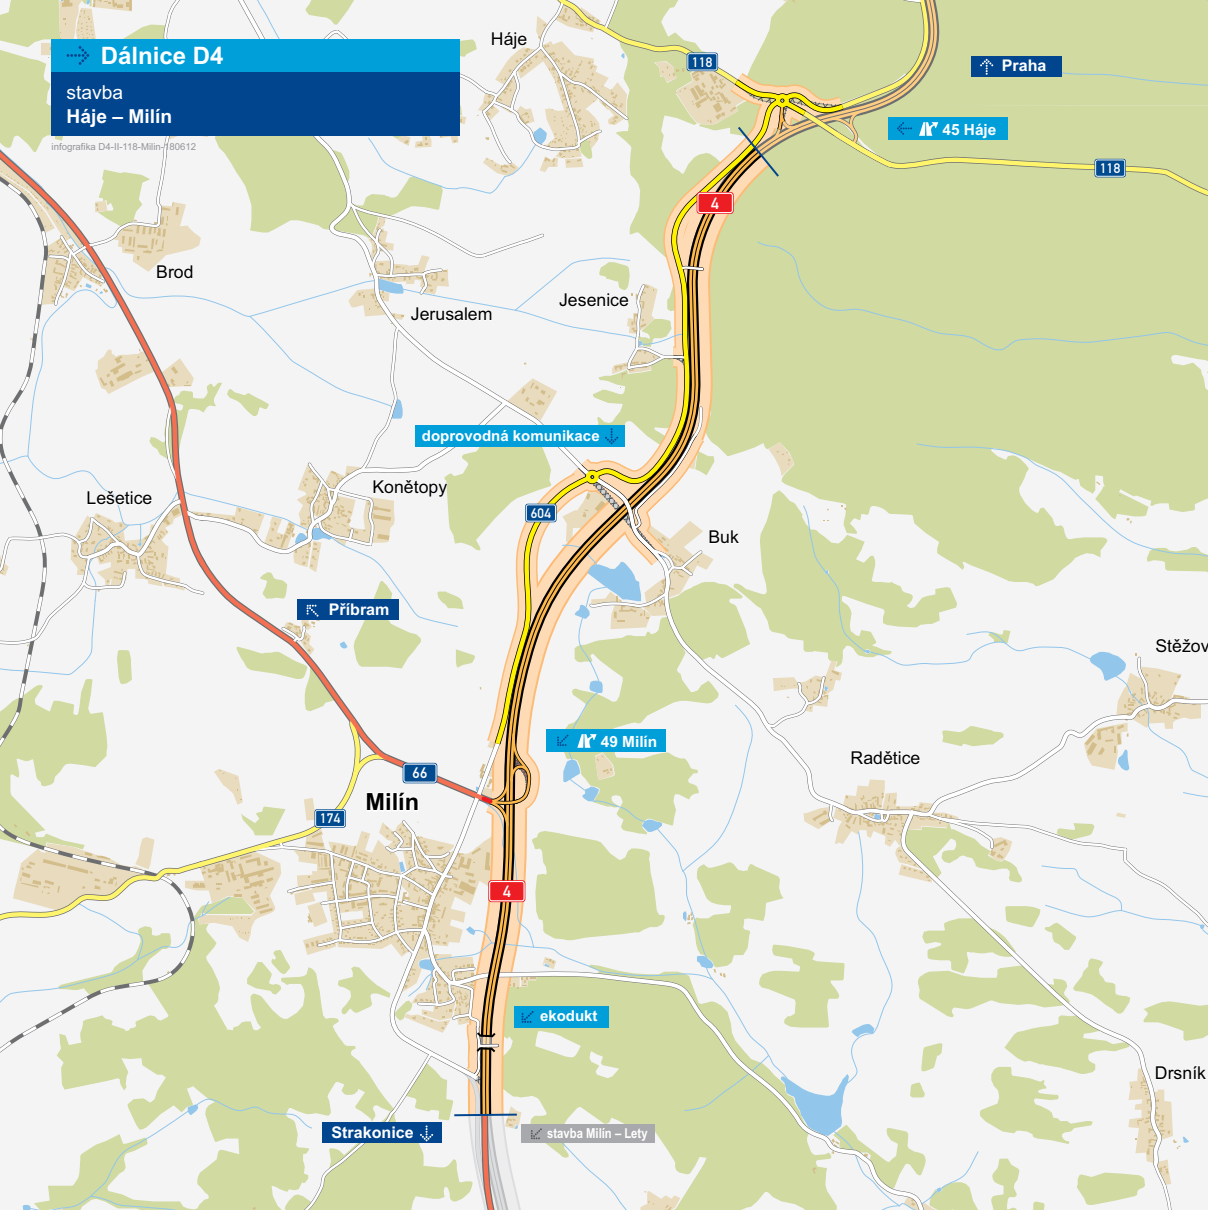 Dálnice D4
stavba
Háje – Milín
infografika D4-II-118-Milin-180612
Háje
118
Praha
45 Háje
118
4
Brod
Jesenice
Jerusalem
doprovodná komunikace
Konětopy
Lešetice
604
Buk
Příbram
Stěžov
49 Milín
Radětice
66
Milín
174
4
ekodukt
Drsník
Strakonice
stavba Milín – Lety